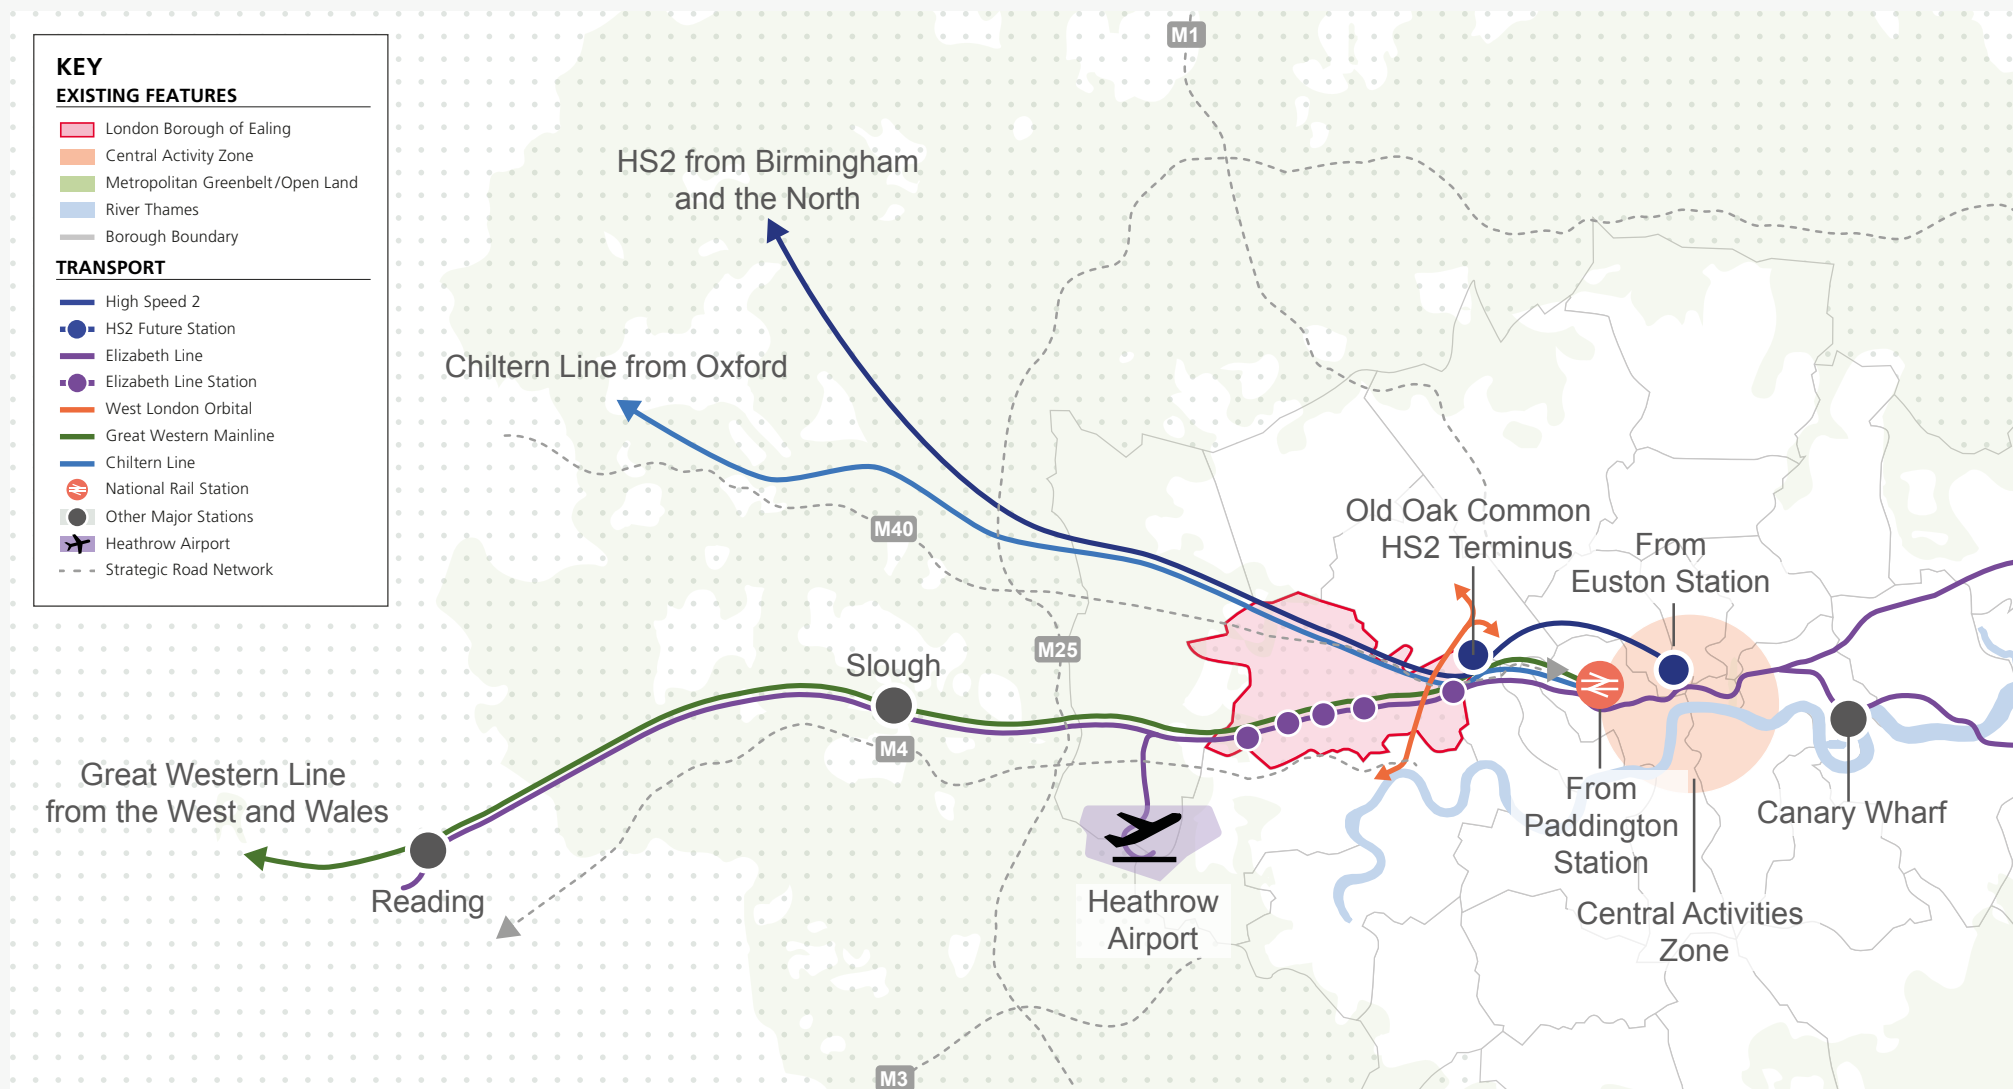 KEY
EXISTING FEATURES
London Borough of Ealing
Central Activity Zone
Metropolitan Greenbelt/Open Land
River Thames
Borough Boundary
TRANSPORT
High Speed 2
HS2 Future Station
Elizabeth Line
Elizabeth Line Station
West London Orbital
Great Western Mainline
Chiltern Line
National Rail Station
Other Major Stations
Heathrow Airport
Strategic Road Network
M1
HS2 from Birmingham
and the North
Chiltern Line from Oxford
M40
Old Oak Common
HS2 Terminus
From
Euston Station
M25
Slough
M4
Great Western Line
from the West and Wales
Reading
Heathrow
Airport
From
Paddington
Station
Canary Wharf
Central Activities
Zone
M3